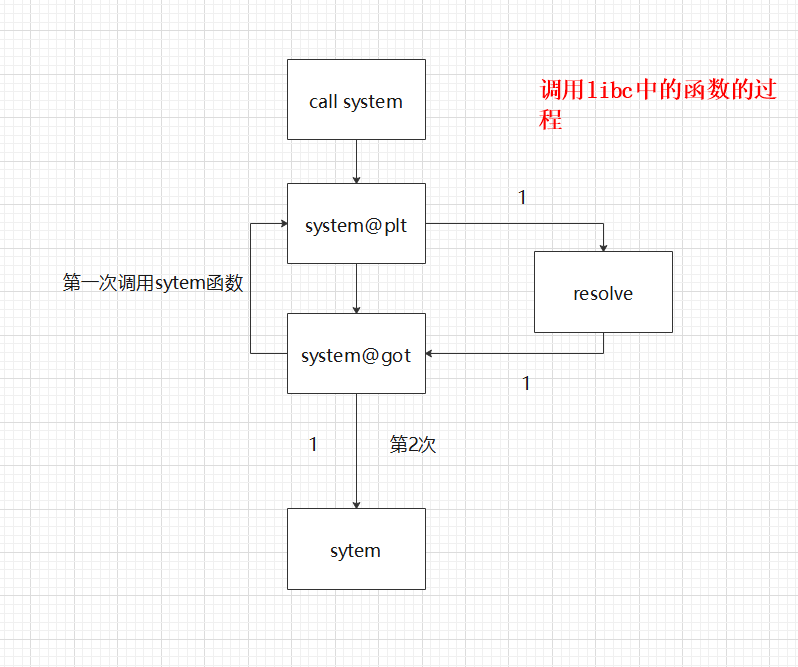 call system
调用libc中的函数的过
程
system@plt
1
第一次调用sytem函数
resolve
system@got
1
1
第2次
sytem